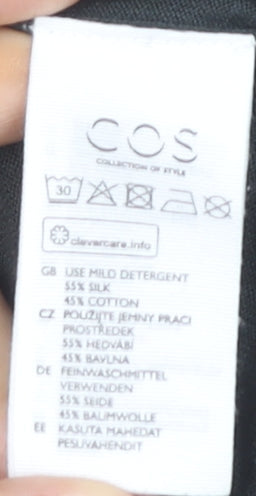 COS
COLLECTION OF STYLE
30
clevercare.info
GB USE MILD DETERGENT
55% SILK
45% COTTON
CZ POUŽIJTE JEMNÝ PRACÍ
PROSTŘEDEK
55% HEDVÁBÍ
45% BAVLNA
DE FEINWASCHMITTEL
VERWENDEN
55% SEIDE
45% BAUMWOLLE
EE KASUTA MAHEDAT
PESUVAHENDIT